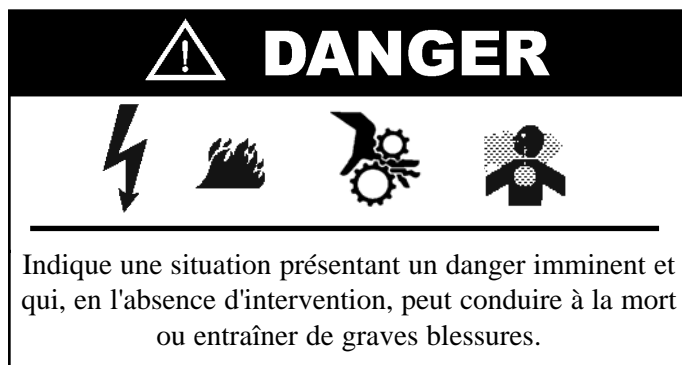 DANGER
Indique une situation présentant un danger imminent et
qui, en l'absence d'intervention, peut conduire à la mort
ou entraîner de graves blessures.